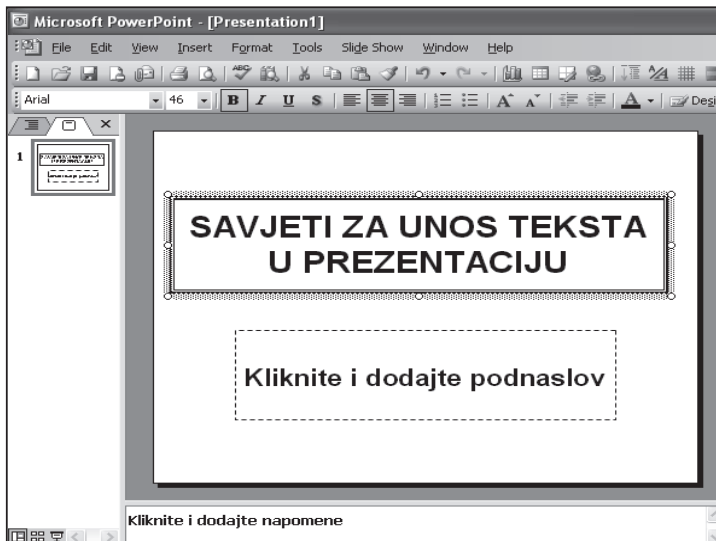 Microsoft PowerPoint - [Presentation1]
File Edit View Insert Format Tools Slide Show Window Help
Arial 46 B I U S A A A Desi
1
SAVJETI ZA UNOS TEKSTA
U PREZENTACIJU
Kliknite i dodajte podnaslov
Kliknite i dodajte napomene